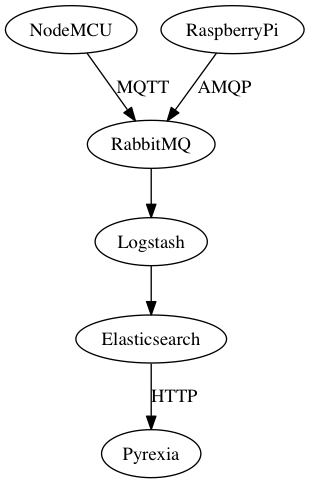 NodeMCU
RaspberryPi
MQTT
AMQP
RabbitMQ
Logstash
Elasticsearch
HTTP
Pyrexia